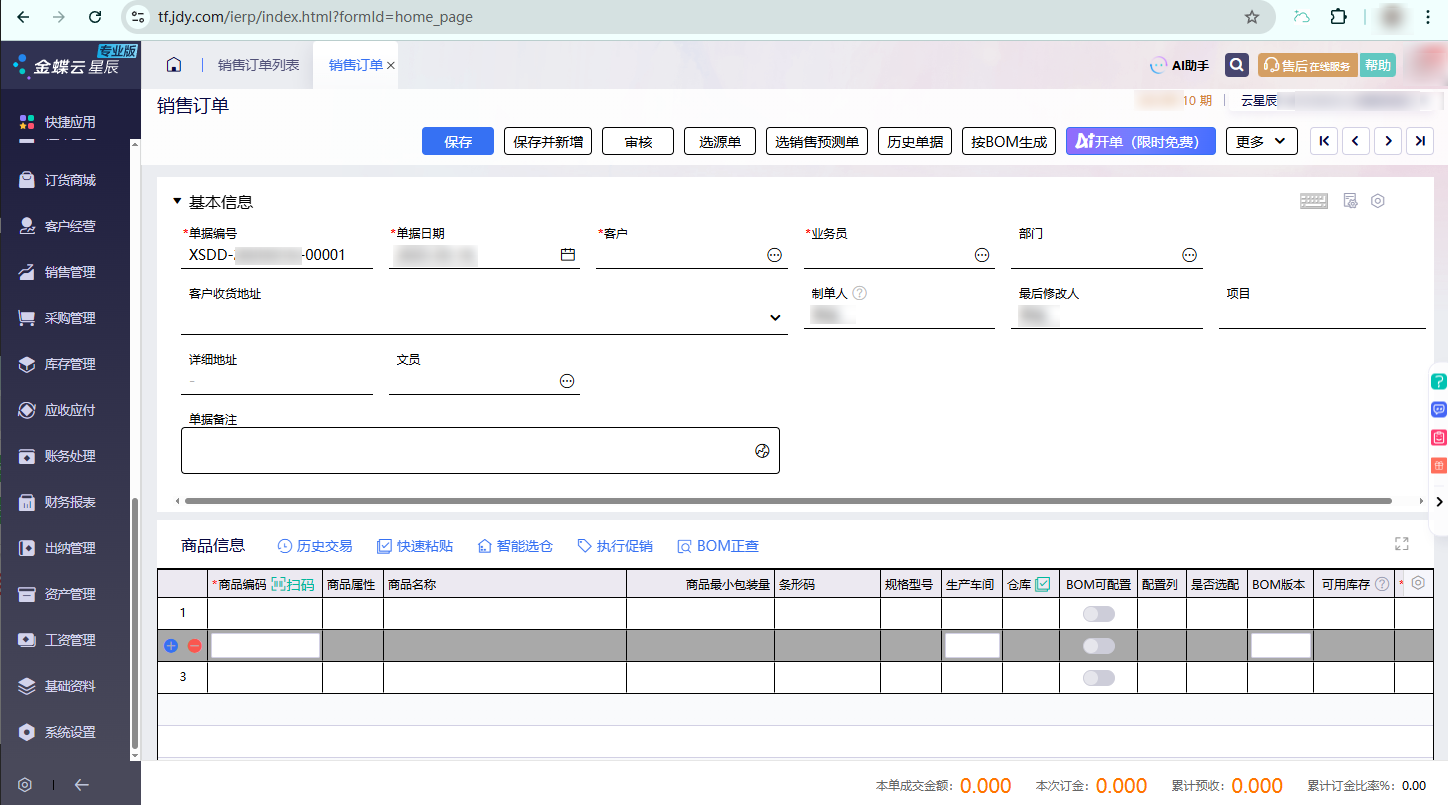 tf.jdy.com/ierp/index.html?formId=home_page
金蝶云 星辰 专业版
销售订单列表 销售订单 AI助手 售后在线服务 帮助
销售订单 10 期 云星辰
保存 保存并新增 审核 选源单 选销售预测单 历史单据 按BOM生成 Ai开单（限时免费） 更多
快捷应用
订货商城
客户经营
销售管理
采购管理
库存管理
应收应付
账务处理
财务报表
出纳管理
资产管理
工资管理
基础资料
系统设置
基本信息
*单据编号 *单据日期 *客户 *业务员 部门
XSDD- -00001
客户收货地址 制单人 最后修改人 项目
详细地址 文员
-
单据备注
商品信息 历史交易 快速粘贴 智能选仓 执行促销 BOM正查
*商品编码 扫码 商品属性 商品名称 商品最小包装量 条形码 规格型号 生产车间 仓库 BOM可配置 配置列 是否选配 BOM版本 可用库存 *
1
3
本单成交金额: 0.000 本次订金: 0.000 累计预收: 0.000 累计订金比率%: 0.00